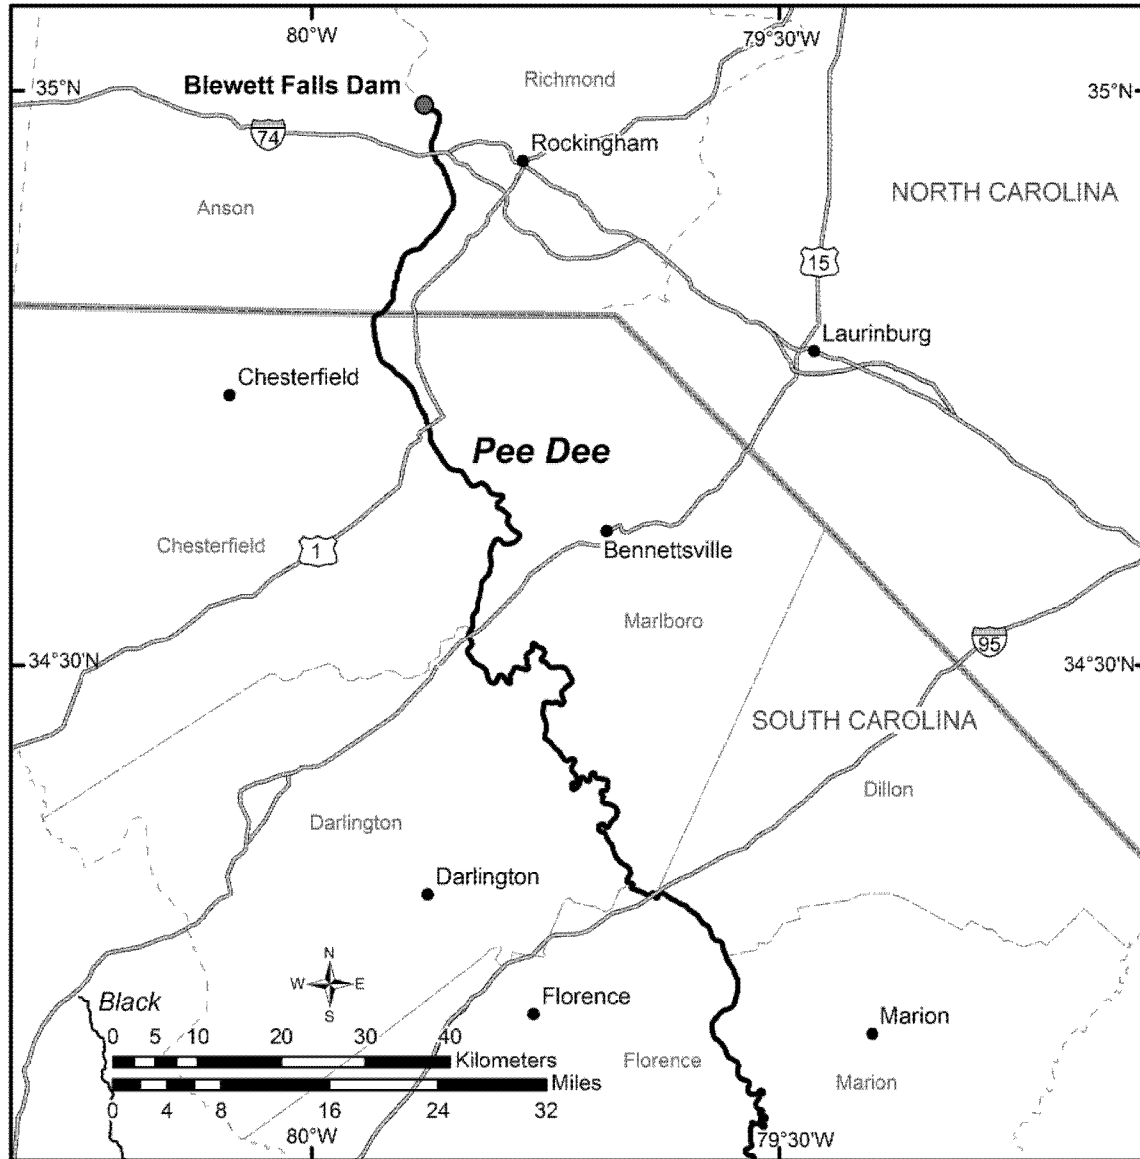 80°W
79°30'W
35°N
Blewett Falls Dam
Richmond
35°N
74
Rockingham
Anson
NORTH CAROLINA
15
Laurinburg
Chesterfield
Pee Dee
Chesterfield
1
Bennettsville
Marlboro
95
34°30'N
34°30'N
SOUTH CAROLINA
Dillon
Darlington
Darlington
N
W E
S
Black
Florence
Marion
0 5 10 20 30 40
Kilometers
Florence
Marion
Miles
0 4 8 16 24 32
80°W
79°30'W